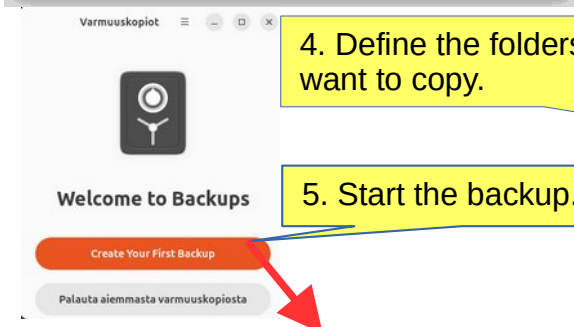 Varmuuskopiot
4. Define the folders
want to copy.
Welcome to Backups
5. Start the backup.
Create Your First Backup
Palauta aiemmasta varmuuskopiosta